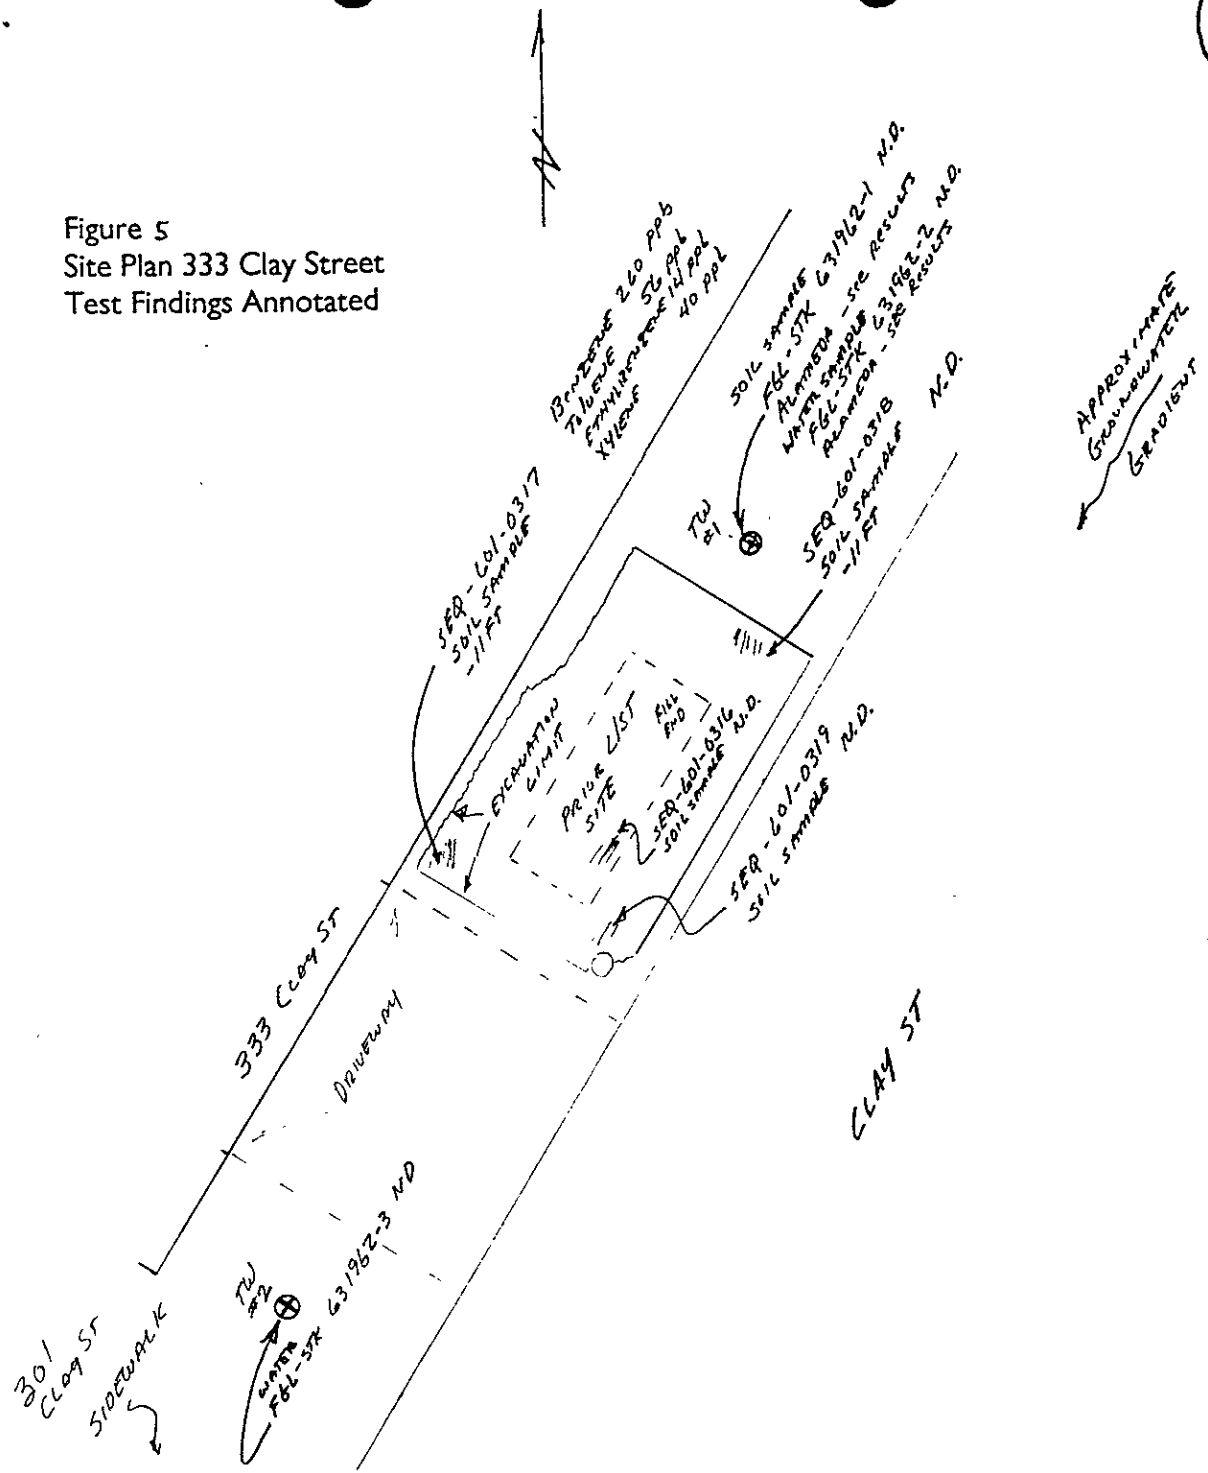 N
Figure 5
Site Plan 333 Clay Street
Test Findings Annotated
BENZENE 260 PPb
TOLUENE 56 PPb
ETHYLBENZENE 14 PPb
XYLENE 40 PPb
SOIL SAMPLE
FGL-STK 631962-1 N.D.
ALAMEDA - SEE RESULTS
WATER SAMPLE
FGL-STK 631962-2 N.D.
ALAMEDA - SEE RESULTS
APPROXIMATE
GROUNDWATER
GRADIENT
SEQ-601-0317
SOIL SAMPLE
-11 FT
TW
#1
SEQ-601-0318 N.D.
SOIL SAMPLE
-11 FT
EXCAVATION
LIMIT
PRIOR UST
SITE
FILL
END
SEQ-601-0316
SOIL SAMPLE N.D.
SEQ-601-0319
SOIL SAMPLE N.D.
333 CLAY ST
DRIVEWAY
CLAY ST
TW
#2
WATER
FGL-STK 631962-3 ND
301
CLAY ST
SIDEWALK